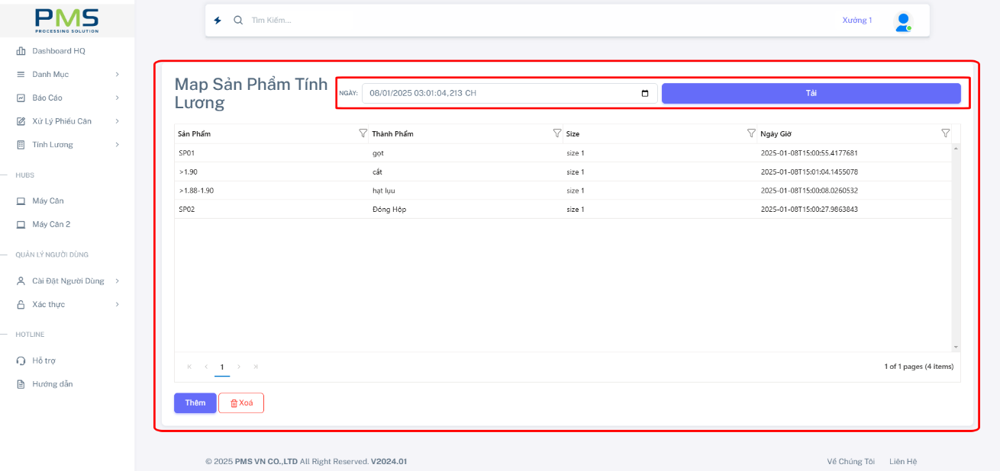 PMS
PROCESSING SOLUTION
Dashboard HQ
Danh Mục
Báo Cáo
Xử Lý Phiếu Cân
Tính Lương
HUBS
Máy Cân
Máy Cân 2
QUẢN LÝ NGƯỜI DÙNG
Cài Đặt Người Dùng
Xác thực
HOTLINE
Hỗ trợ
Hướng dẫn
Tìm Kiếm... Xưởng 1
Map Sản Phẩm Tính
Lương
NGÀY: 08/01/2025 03:01:04,213 CH Tải
Sản Phẩm Thành Phẩm Size Ngày Giờ
SP01 gọt size 1 2025-01-08T15:00:55.4177681
>1.90 cắt size 1 2025-01-08T15:01:04.1455078
>1.88-1.90 hạt lựu size 1 2025-01-08T15:00:08.0260532
SP02 Đóng Hộp size 1 2025-01-08T15:00:27.9863843
1 1 of 1 pages (4 items)
Thêm Xoá
© 2025 PMS VN CO.,LTD All Right Reserved. V2024.01 Về Chúng Tôi Liên Hệ